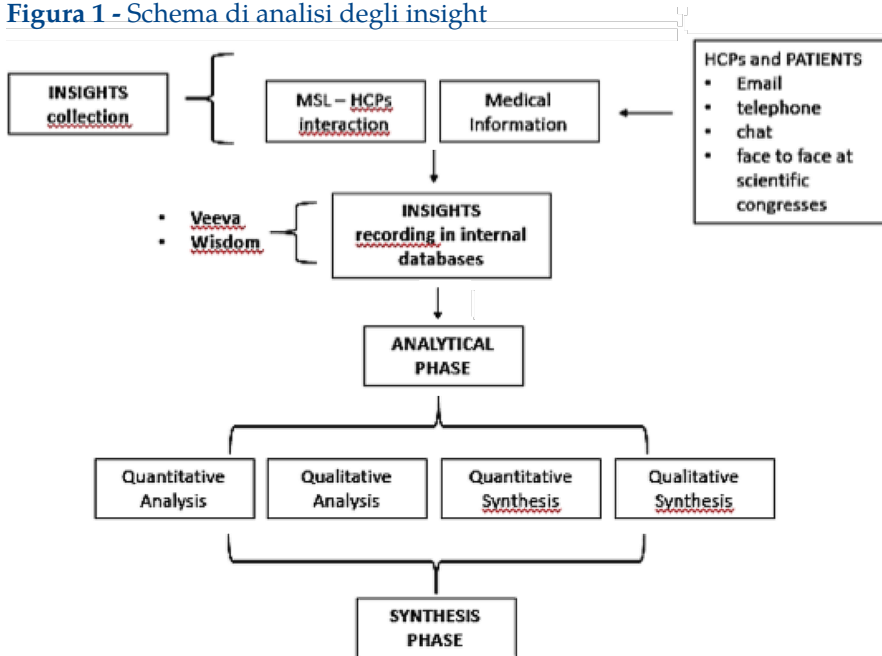 Figura 1 - Schema di analisi degli insight
INSIGHTS
collection
MSL – HCPs
interaction
Medical
Information
HCPs and PATIENTS
• Email
• telephone
• chat
• face to face at
scientific
congresses
• Veeva
• Wisdom
INSIGHTS
recording in internal
databases
ANALYTICAL
PHASE
Quantitative
Analysis
Qualitative
Analysis
Quantitative
Synthesis
Qualitative
Synthesis
SYNTHESIS
PHASE